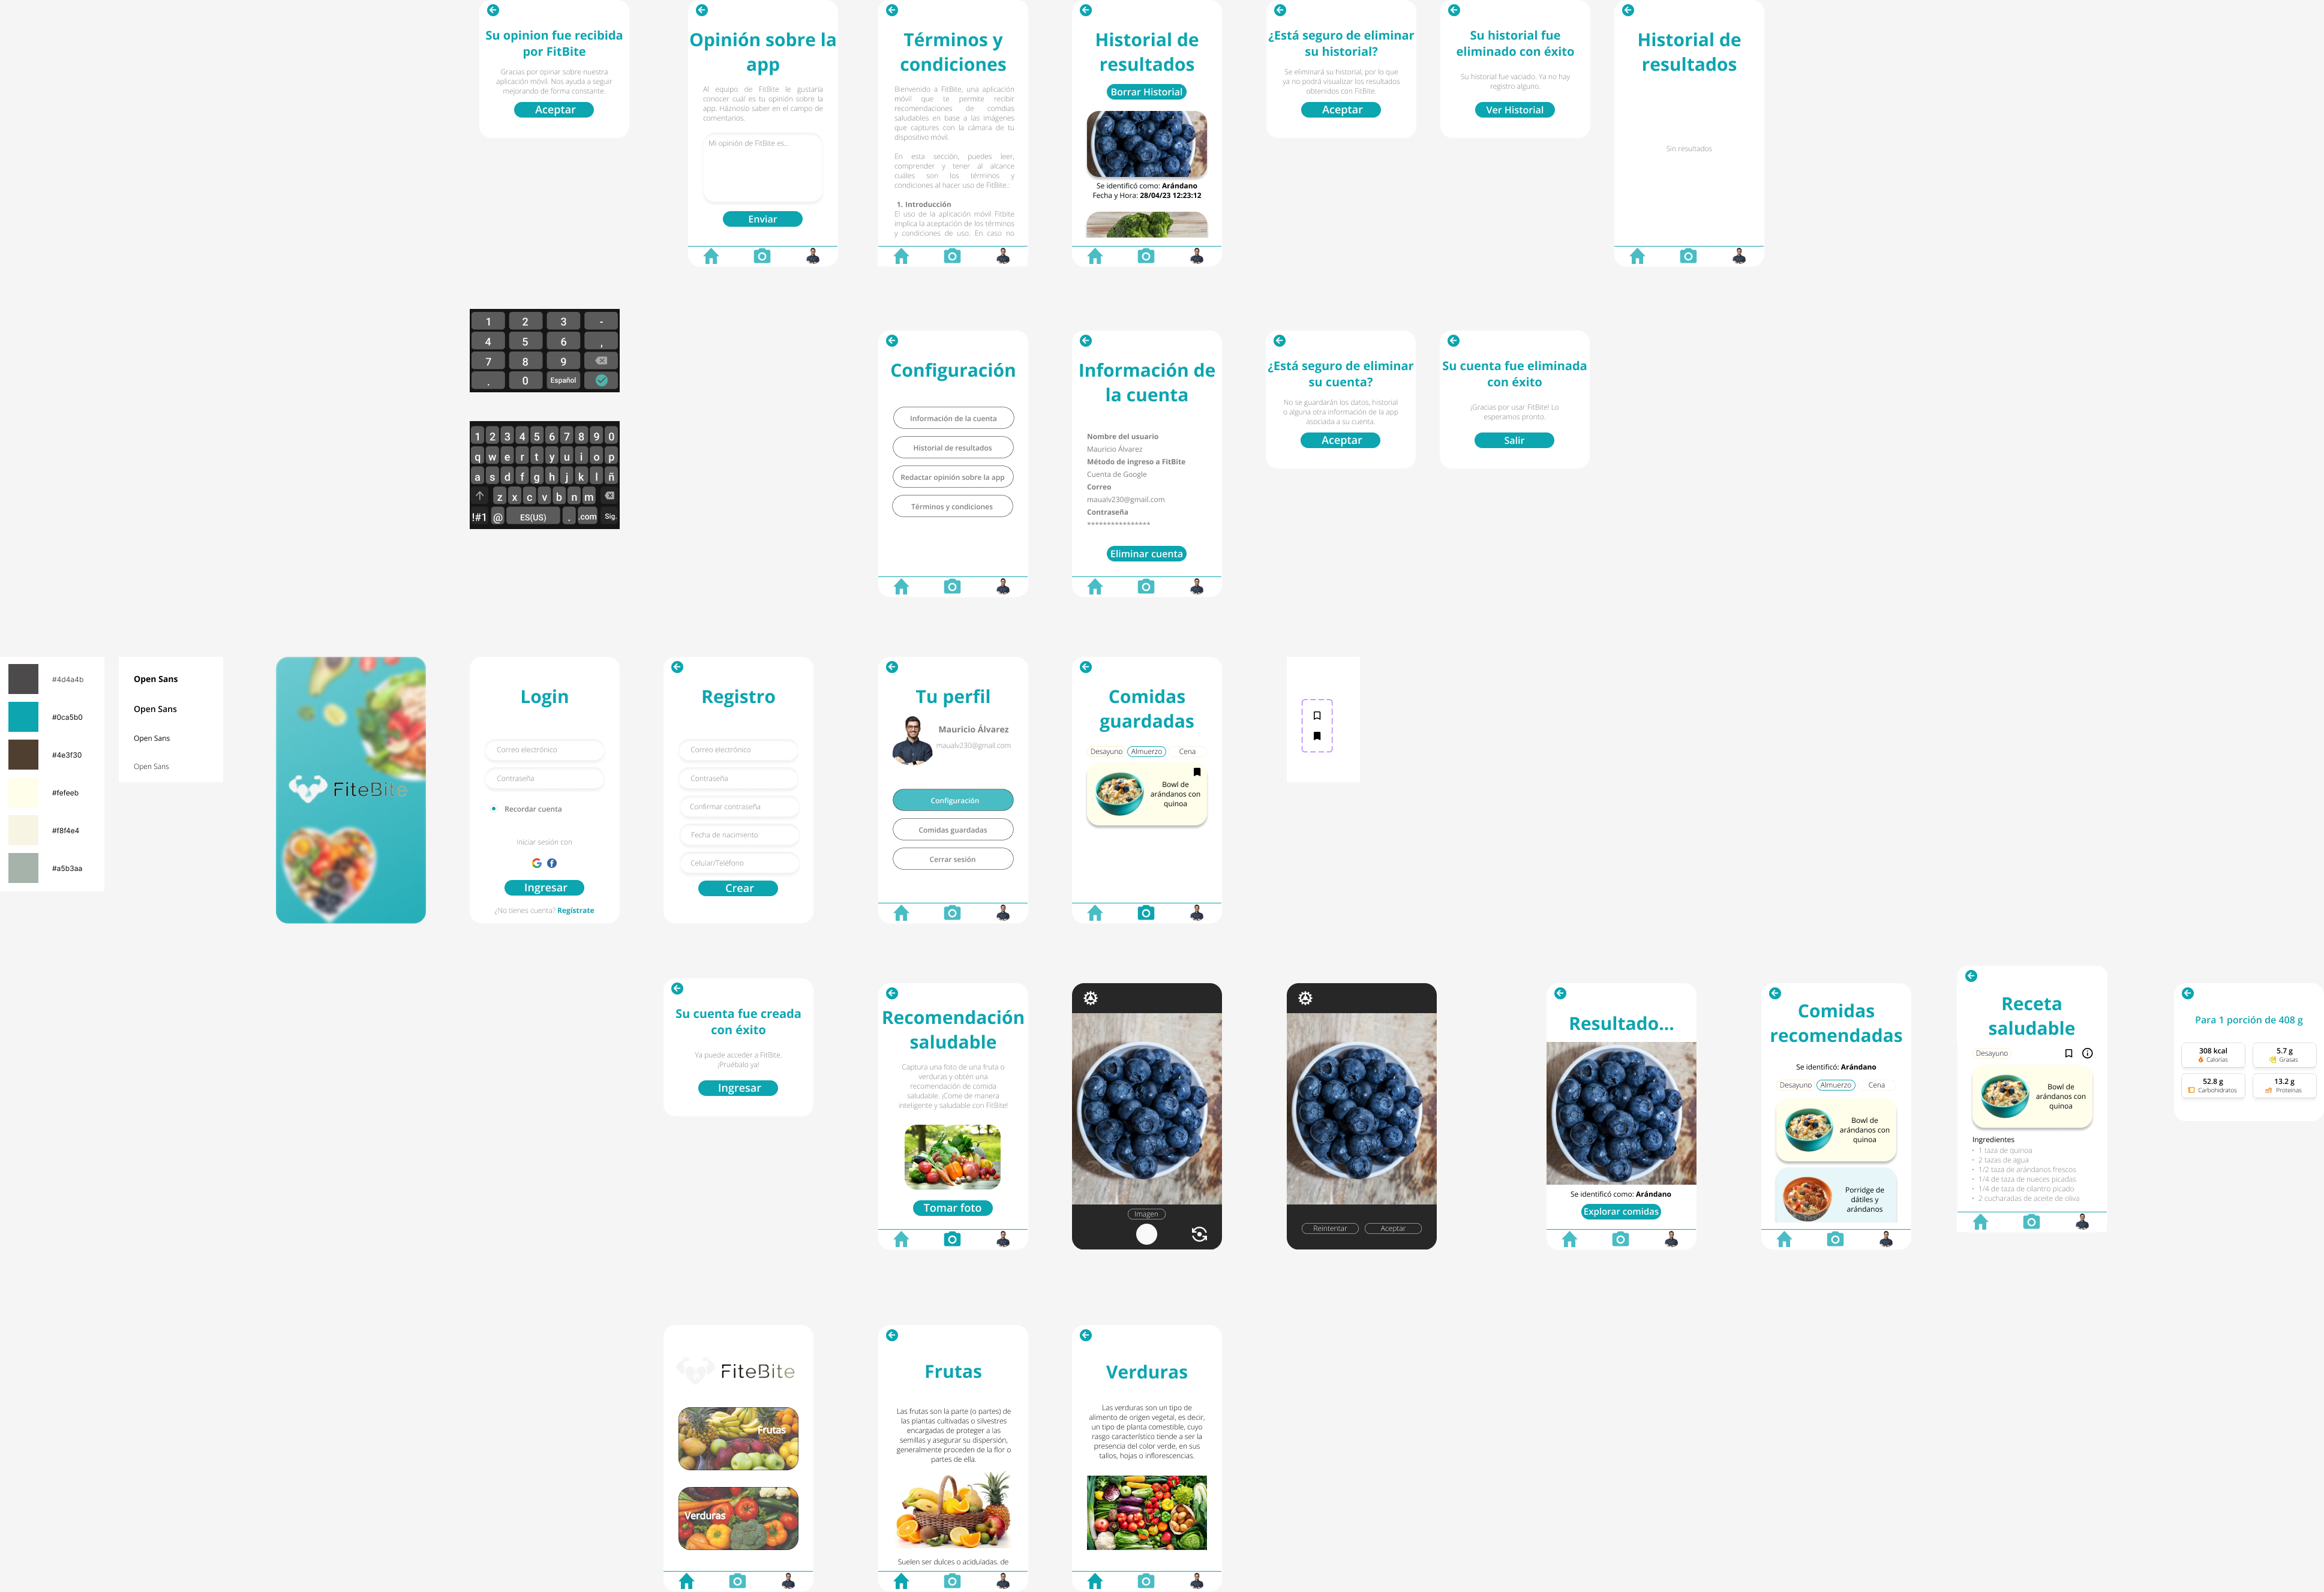 Su opinion fue recibida
por FitBite
Gracias por opinar sobre nuestra
aplicación móvil. Nos ayuda a seguir
mejorando de forma constante.
Aceptar
Opinión sobre la
app
Al equipo de FitBite le gustaría
conocer cuál es tu opinión sobre la
app. Háznoslo saber en el campo de
comentarios.
Mi opinión de FitBite es...
Enviar
Términos y
condiciones
Bienvenido a FitBite, una aplicación
móvil que te permite recibir
recomendaciones de comidas
saludables en base a las imágenes
que captures con la cámara de tu
dispositivo móvil.
En esta sección, puedes leer,
comprender y tener al alcance
cuáles son los términos y
condiciones al hacer uso de FitBite.:
1. Introducción
El uso de la aplicación móvil Fitbite
implica la aceptación de los términos
y condiciones de uso. En caso no
Historial de
resultados
Borrar Historial
Se identificó como: Arándano
Fecha y Hora: 28/04/23 12:23:12
¿Está seguro de eliminar
su historial?
Se eliminará su historial, por lo que
ya no podrá visualizar los resultados
obtenidos con FitBite.
Aceptar
Su historial fue
eliminado con éxito
Su historial fue vaciado. Ya no hay
registro alguno.
Ver Historial
Historial de
resultados
Sin resultados
1 2 3 -
4 5 6 ,
7 8 9
. 0 Español
1 2 3 4 5 6 7 8 9 0
q w e r t y u i o p
a s d f g h j k l ñ
z x c v b n m
!#1 @ ES(US) . .com Sig.
Configuración
Información de la cuenta
Historial de resultados
Redactar opinión sobre la app
Términos y condiciones
Información de
la cuenta
Nombre del usuario
Mauricio Álvarez
Método de ingreso a FitBite
Cuenta de Google
Correo
maualv230@gmail.com
Contraseña
****************
Eliminar cuenta
¿Está seguro de eliminar
su cuenta?
No se guardarán los datos, historial
o alguna otra información de la app
asociada a su cuenta.
Aceptar
Su cuenta fue eliminada
con éxito
¡Gracias por usar FitBite! Lo
esperamos pronto.
Salir
#4d4a4b
#0ca5b0
#4e3f30
#fefeeb
#f8f4e4
#a5b3aa
Open Sans
Open Sans
Open Sans
Open Sans
FiteBite
Login
Correo electrónico
Contraseña
Recordar cuenta
Iniciar sesión con
Ingresar
¿No tienes cuenta? Regístrate
Registro
Correo electrónico
Contraseña
Confirmar contraseña
Fecha de nacimiento
Celular/Teléfono
Crear
Tu perfil
Mauricio Álvarez
maualv230@gmail.com
Configuración
Comidas guardadas
Cerrar sesión
Comidas
guardadas
Desayuno Almuerzo Cena
Bowl de
arándanos con
quinoa
Su cuenta fue creada
con éxito
Ya puede acceder a FitBite.
¡Pruébalo ya!
Ingresar
Recomendación
saludable
Captura una foto de una fruta o
verduras y obtén una
recomendación de comida
saludable. ¡Come de manera
inteligente y saludable con FitBite!
Tomar foto
Imagen
Reintentar Aceptar
Resultado...
Se identificó como: Arándano
Explorar comidas
Comidas
recomendadas
Se identificó: Arándano
Desayuno Almuerzo Cena
Bowl de
arándanos con
quinoa
Porridge de
dátiles y
arándanos
Receta
saludable
Desayuno
Bowl de
arándanos con
quinoa
Ingredientes
• 1 taza de quinoa
• 2 tazas de agua
• 1/2 taza de arándanos frescos
• 1/4 de taza de nueces picadas
• 1/4 de taza de cilantro picado
• 2 cucharadas de aceite de oliva
Para 1 porción de 408 g
308 kcal
Calorías
5.7 g
Grasas
52.8 g
Carbohidratos
13.2 g
Proteínas
FiteBite
Frutas
Verduras
Frutas
Las frutas son la parte (o partes) de
las plantas cultivadas o silvestres
encargadas de proteger a las
semillas y asegurar su dispersión,
generalmente proceden de la flor o
partes de ella.
Suelen ser dulces o aciduladas, de
Verduras
Las verduras son un tipo de
alimento de origen vegetal, es decir,
un tipo de planta comestible, cuyo
rasgo característico tiende a ser la
presencia del color verde, en sus
tallos, hojas o inflorescencias.